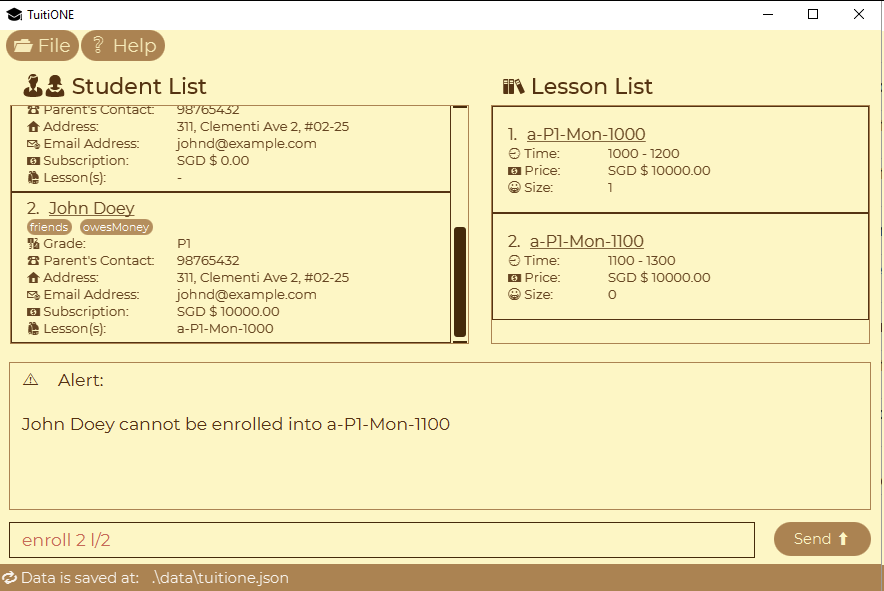 TuitiONE
File Help
Student List
Parent's Contact: 98765432
Address: 311, Clementi Ave 2, #02-25
Email Address: johnd@example.com
Subscription: SGD $ 0.00
Lesson(s): -
2. John Doey
friends owesMoney
Grade: P1
Parent's Contact: 98765432
Address: 311, Clementi Ave 2, #02-25
Email Address: johnd@example.com
Subscription: SGD $ 10000.00
Lesson(s): a-P1-Mon-1000
Lesson List
1. a-P1-Mon-1000
Time: 1000 - 1200
Price: SGD $ 10000.00
Size: 1
2. a-P1-Mon-1100
Time: 1100 - 1300
Price: SGD $ 10000.00
Size: 0
Alert:
John Doey cannot be enrolled into a-P1-Mon-1100
enroll 2 l/2
Send
Data is saved at: .\data\tuitione.json